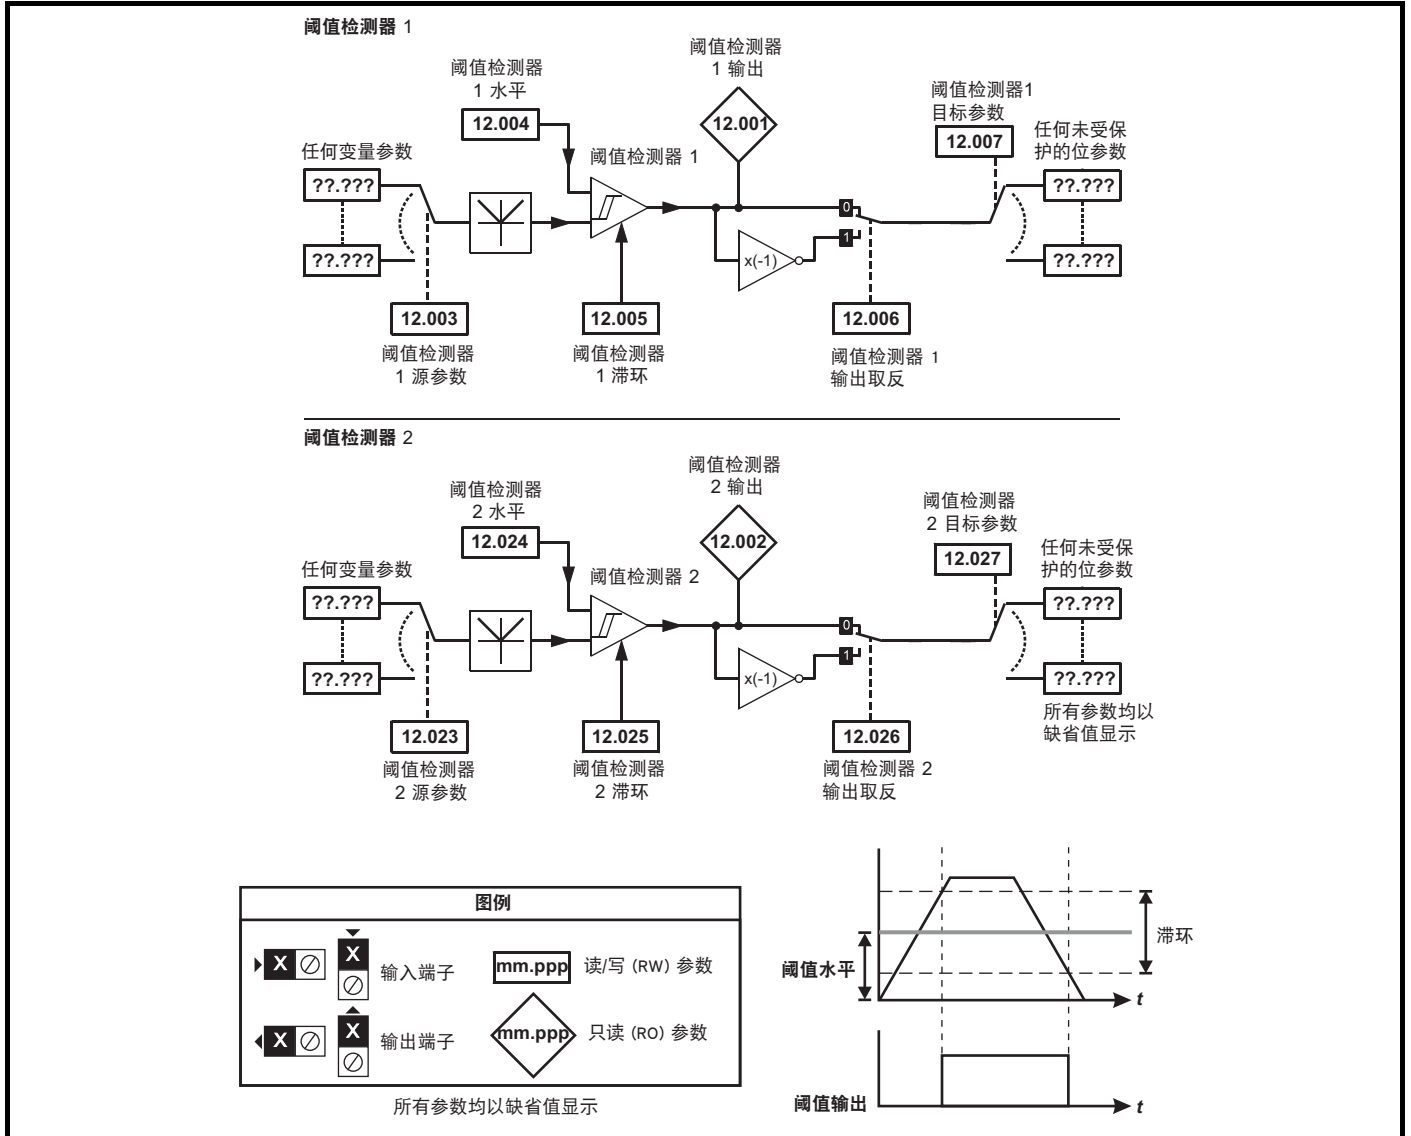 阈值检测器 1
阈值检测器
1 输出
阈值检测器
1 水平
12.004
12.001
阈值检测器1
目标参数
12.007
任何未受保
护的位参数
任何变量参数
阈值检测器 1
??.???
??.???
0
1
x(-1)
??.???
??.???
12.003
12.005
12.006
阈值检测器
1 源参数
阈值检测器
1 滞环
阈值检测器 1
输出取反
阈值检测器 2
阈值检测器
2 输出
阈值检测器
2 水平
12.024
12.002
阈值检测器
2 目标参数
12.027
任何未受保
护的位参数
任何变量参数
阈值检测器 2
??.???
??.???
0
1
x(-1)
??.???
??.???
所有参数均以
缺省值显示
12.023
12.025
12.026
阈值检测器
2 源参数
阈值检测器
2 滞环
阈值检测器 2
输出取反
图例
X
X
输入端子
mm.ppp
读/写 (RW) 参数
X
X
输出端子
mm.ppp
只读 (RO) 参数
所有参数均以缺省值显示
滞环
阈值水平
t
阈值输出
t